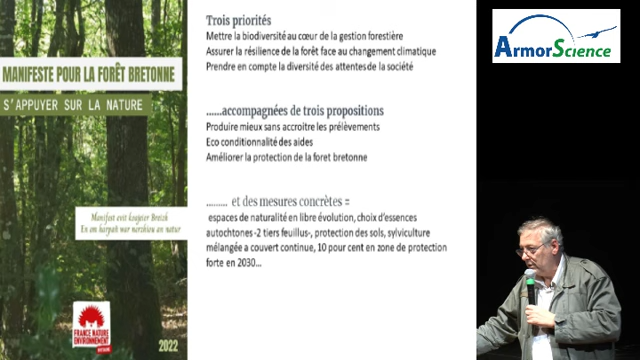 MANIFESTE POUR LA FORÊT BRETONNE
S'APPUYER SUR LA NATURE
Manifest evit koajoier Breizh
En em harpañ war nerzhioù an natur
FRANCE NATURE
ENVIRONNEMENT
2022
Trois priorités
Mettre la biodiversité au cœur de la gestion forestière
Assurer la résilience de la forêt face au changement climatique
Prendre en compte la diversité des attentes de la société
......accompagnées de trois propositions
Produire mieux sans accroitre les prélèvements
Eco conditionnalité des aides
Améliorer la protection de la foret bretonne
......... et des mesures concrètes =
espaces de naturalité en libre évolution, choix d'essences
autochtones -2 tiers feuillus-, protection des sols, sylviculture
mélangée a couvert continue, 10 pour cent en zone de protection
forte en 2030...
ARMORSCIENCE